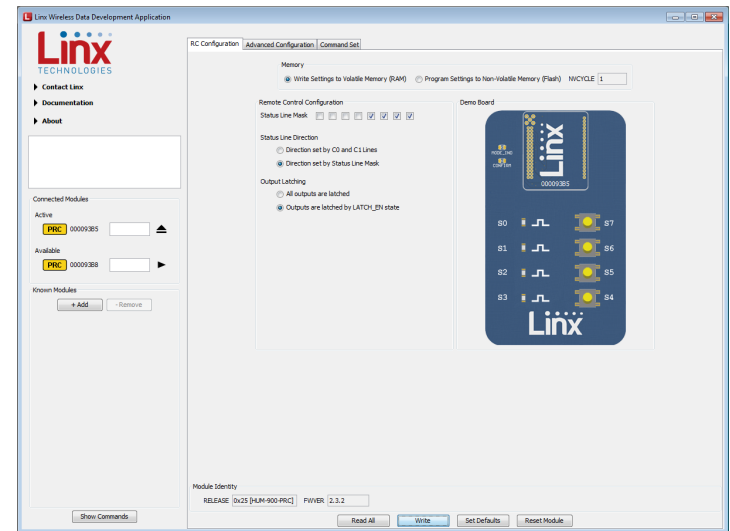 Linx Wireless Data Development Application
Linx
TECHNOLOGIES
Contact Linx
Documentation
About
Connected Modules
Active
PRC 000093B5
Available
PRC 000093B8
Known Modules
+ Add - Remove
Show Commands
RC Configuration Advanced Configuration Command Set
Memory
Write Settings to Volatile Memory (RAM) Program Settings to Non-Volatile Memory (Flash) NVCYCLE 1
Remote Control Configuration
Status Line Mask
Status Line Direction
Direction set by C0 and C1 Lines
Direction set by Status Line Mask
Output Latching
All outputs are latched
Outputs are latched by LATCH_EN state
Demo Board
Linx
MODE_IND
CONFIRM
000093B5
S0 S7
S1 S6
S2 S5
S3 S4
Linx
Module Identity
RELEASE 0x25 [HUM-900-PRC] FWVER 2.3.2
Read All Write Set Defaults Reset Module